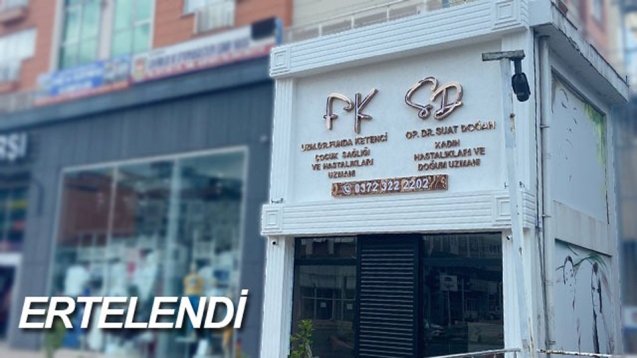 FK
UZM.DR.FUNDA KETENCİ
ÇOCUK SAĞLIĞI
VE HASTALIKLARI
UZMANI
SD
OP. DR. SUAT DOĞAN
KADIN
HASTALIKLARI VE
DOĞUM UZMANI
0372 322 2202
ERTELENDİ